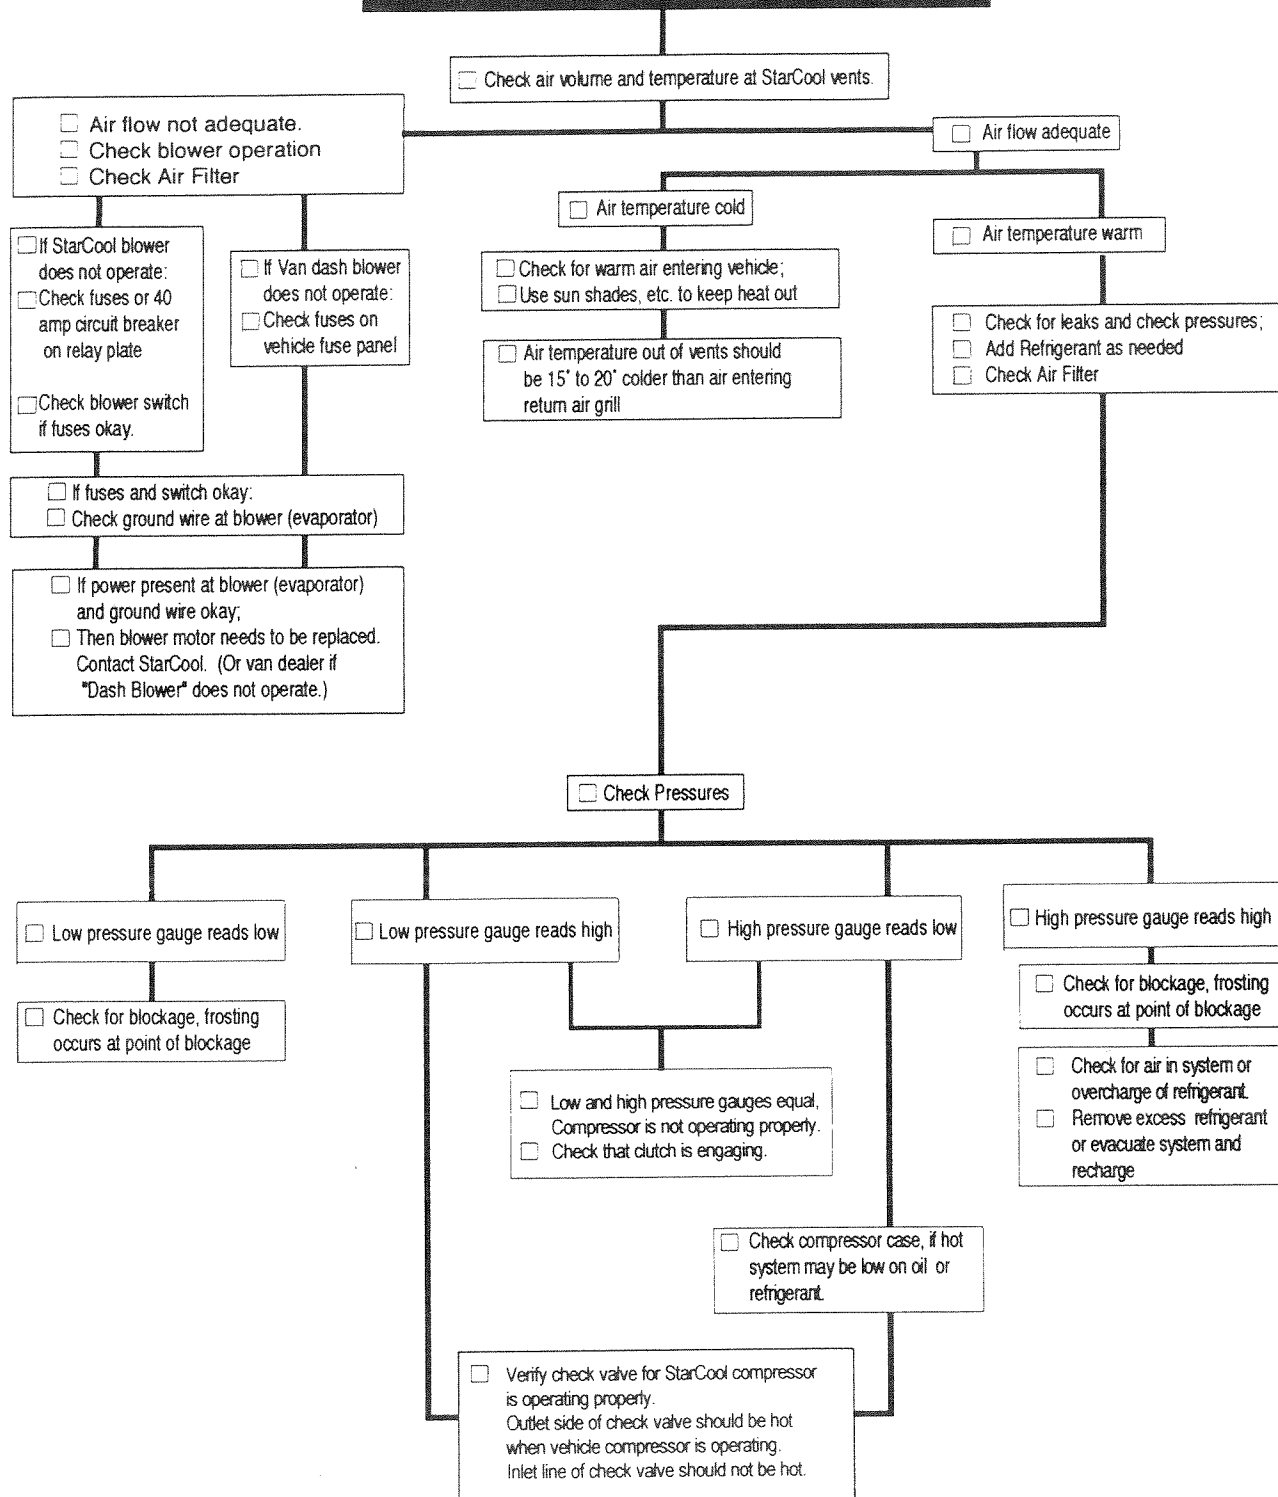 Check air volume and temperature at StarCool vents.
Air flow not adequate.
Check blower operation
Check Air Filter
Air flow adequate
Air temperature cold
Air temperature warm
If StarCool blower
does not operate:
Check fuses or 40
amp circuit breaker
on relay plate
Check blower switch
if fuses okay.
If Van dash blower
does not operate:
Check fuses on
vehicle fuse panel
Check for warm air entering vehicle;
Use sun shades, etc. to keep heat out
Air temperature out of vents should
be 15° to 20° colder than air entering
return air grill
Check for leaks and check pressures;
Add Refrigerant as needed
Check Air Filter
If fuses and switch okay:
Check ground wire at blower (evaporator)
If power present at blower (evaporator)
and ground wire okay;
Then blower motor needs to be replaced.
Contact StarCool. (Or van dealer if
"Dash Blower" does not operate.)
Check Pressures
Low pressure gauge reads low
Low pressure gauge reads high
High pressure gauge reads low
High pressure gauge reads high
Check for blockage, frosting
occurs at point of blockage
Check for blockage, frosting
occurs at point of blockage
Low and high pressure gauges equal,
Compressor is not operating properly.
Check that clutch is engaging.
Check for air in system or
overcharge of refrigerant.
Remove excess refrigerant
or evacuate system and
recharge
Check compressor case, if hot
system may be low on oil or
refrigerant.
Verify check valve for StarCool compressor
is operating properly.
Outlet side of check valve should be hot
when vehicle compressor is operating.
Inlet line of check valve should not be hot.